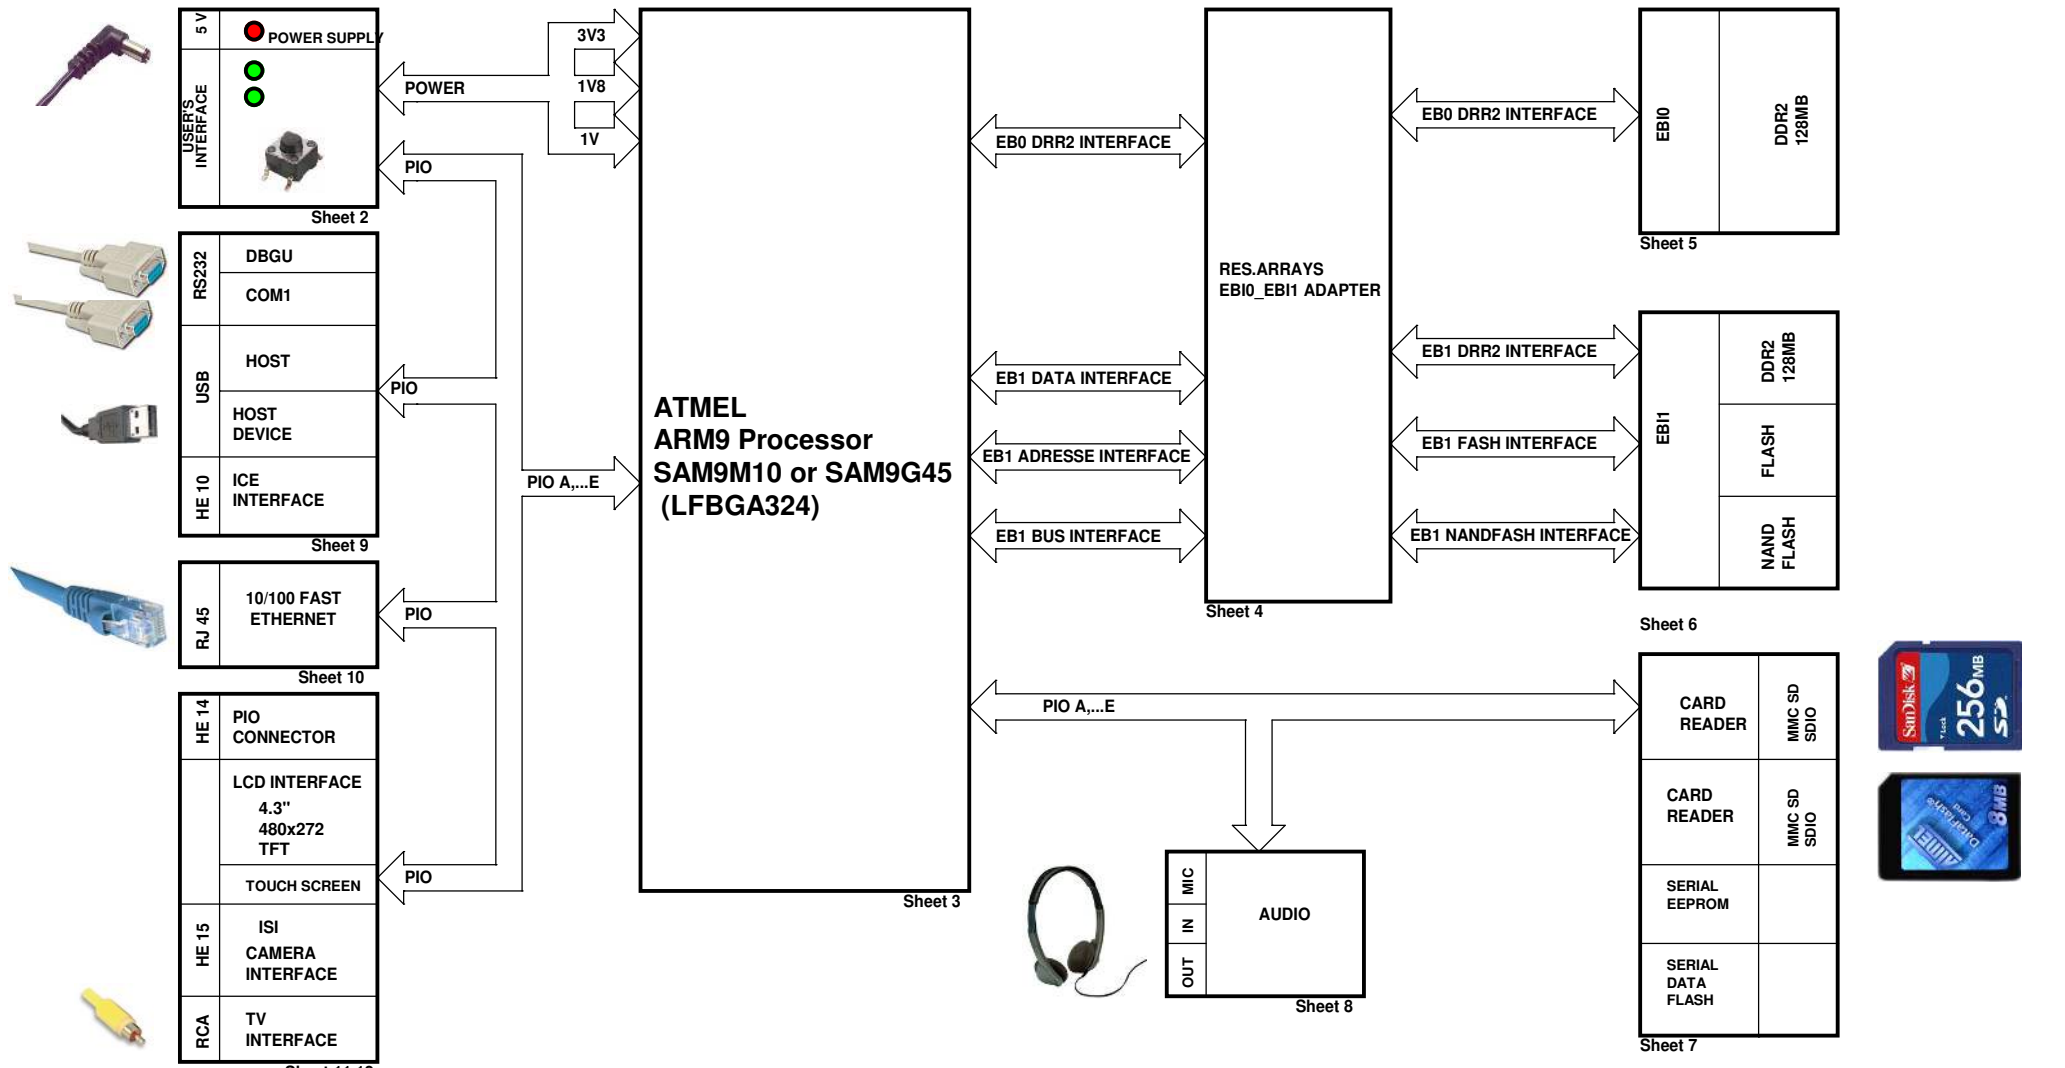 5 V
POWER SUPPLY
USER'S
INTERFACE
Sheet 2
POWER
3V3
1V8
1V
PIO
RS232
DBGU
COM1
USB
HOST
HOST
DEVICE
HE 10
ICE
INTERFACE
Sheet 9
PIO
RJ 45
10/100 FAST
ETHERNET
Sheet 10
PIO
HE 14
PIO
CONNECTOR
LCD INTERFACE
4.3"
480x272
TFT
TOUCH SCREEN
PIO
HE 15
ISI
CAMERA
INTERFACE
RCA
TV
INTERFACE
PIO A,...E
ATMEL
ARM9 Processor
SAM9M10 or SAM9G45
(LFBGA324)
Sheet 3
EB0 DRR2 INTERFACE
EB1 DATA INTERFACE
EB1 ADRESSE INTERFACE
EB1 BUS INTERFACE
RES.ARRAYS
EBI0_EBI1 ADAPTER
Sheet 4
EB0 DRR2 INTERFACE
EBI0
DDR2
128MB
Sheet 5
EB1 DRR2 INTERFACE
EB1 FASH INTERFACE
EB1 NANDFASH INTERFACE
EBI1
DDR2
128MB
FLASH
NAND
FLASH
Sheet 6
PIO A,...E
MIC
IN
OUT
AUDIO
Sheet 8
CARD
READER
MMC SD
SDIO
CARD
READER
MMC SD
SDIO
SERIAL
EEPROM
SERIAL
DATA
FLASH
Sheet 7
SanDisk
Lock
256MB
SD
ATMEL
DataFlash®
Card
8MB